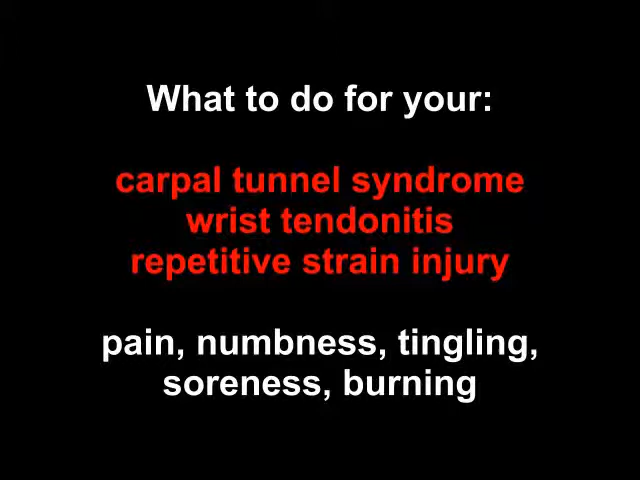 What to do for your:
carpal tunnel syndrome
wrist tendonitis
repetitive strain injury
pain, numbness, tingling,
soreness, burning